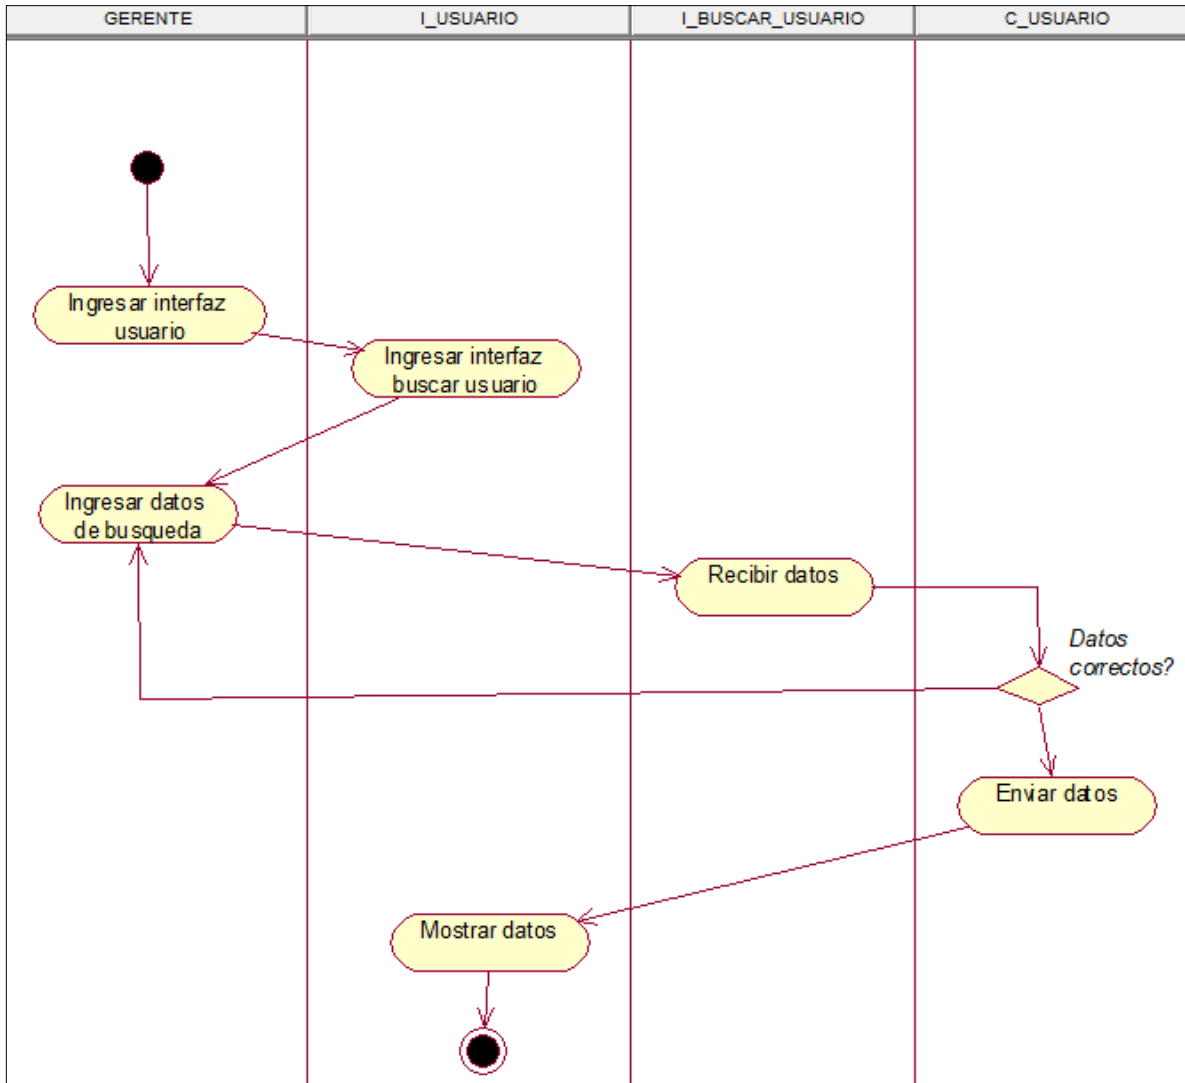 GERENTE
I_USUARIO
I_BUSCAR_USUARIO
C_USUARIO
Ingresar interfaz
usuario
Ingresar interfaz
buscar usuario
Ingresar datos
de busqueda
Recibir datos
Datos
correctos?
Enviar datos
Mostrar datos